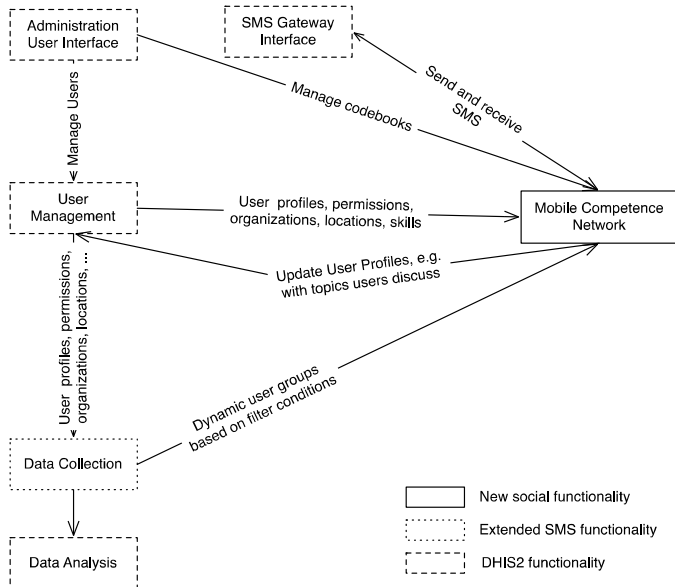 Administration
User Interface
SMS Gateway
Interface
Send and receive
SMS
Manage codebooks
Manage Users
User
Management
User profiles, permissions,
organizations, locations, skills
Mobile Competence
Network
Update User Profiles, e.g.
with topics users discuss
User profiles, permissions,
organizations, locations, ...
Dynamic user groups
based on filter conditions
Data Collection
Data Analysis
New social functionality
Extended SMS functionality
DHIS2 functionality